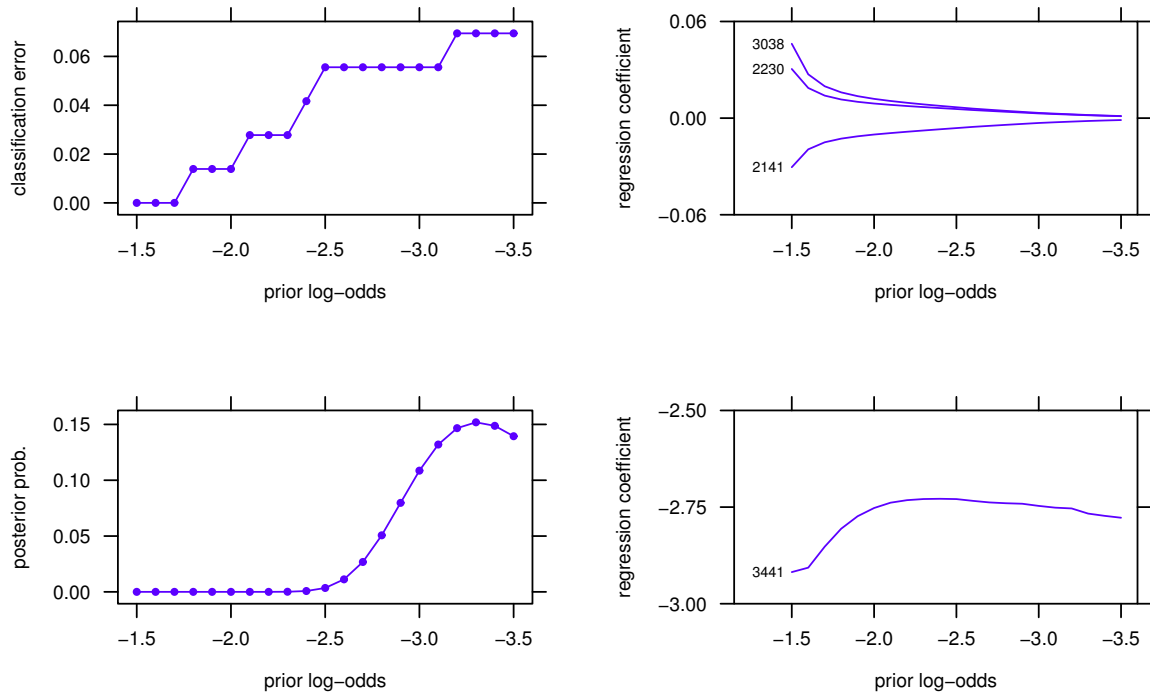 classification error
0.06
0.04
0.02
0.00
−1.5 −2.0 −2.5 −3.0 −3.5
prior log−odds
regression coefficient
0.06
0.00
−0.06
3038
2230
2141
−1.5 −2.0 −2.5 −3.0 −3.5
prior log−odds
posterior prob.
0.15
0.10
0.05
0.00
−1.5 −2.0 −2.5 −3.0 −3.5
prior log−odds
regression coefficient
−2.50
−2.75
−3.00
3441
−1.5 −2.0 −2.5 −3.0 −3.5
prior log−odds